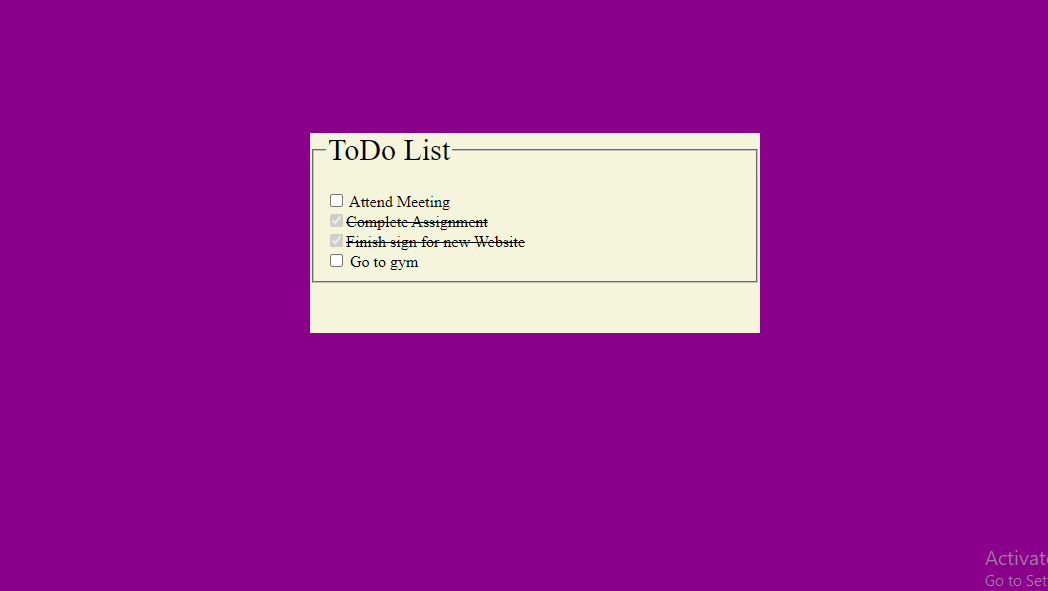 ToDo List
Attend Meeting
Complete Assignment
Finish sign for new Website
Go to gym
Activat
Go to Set